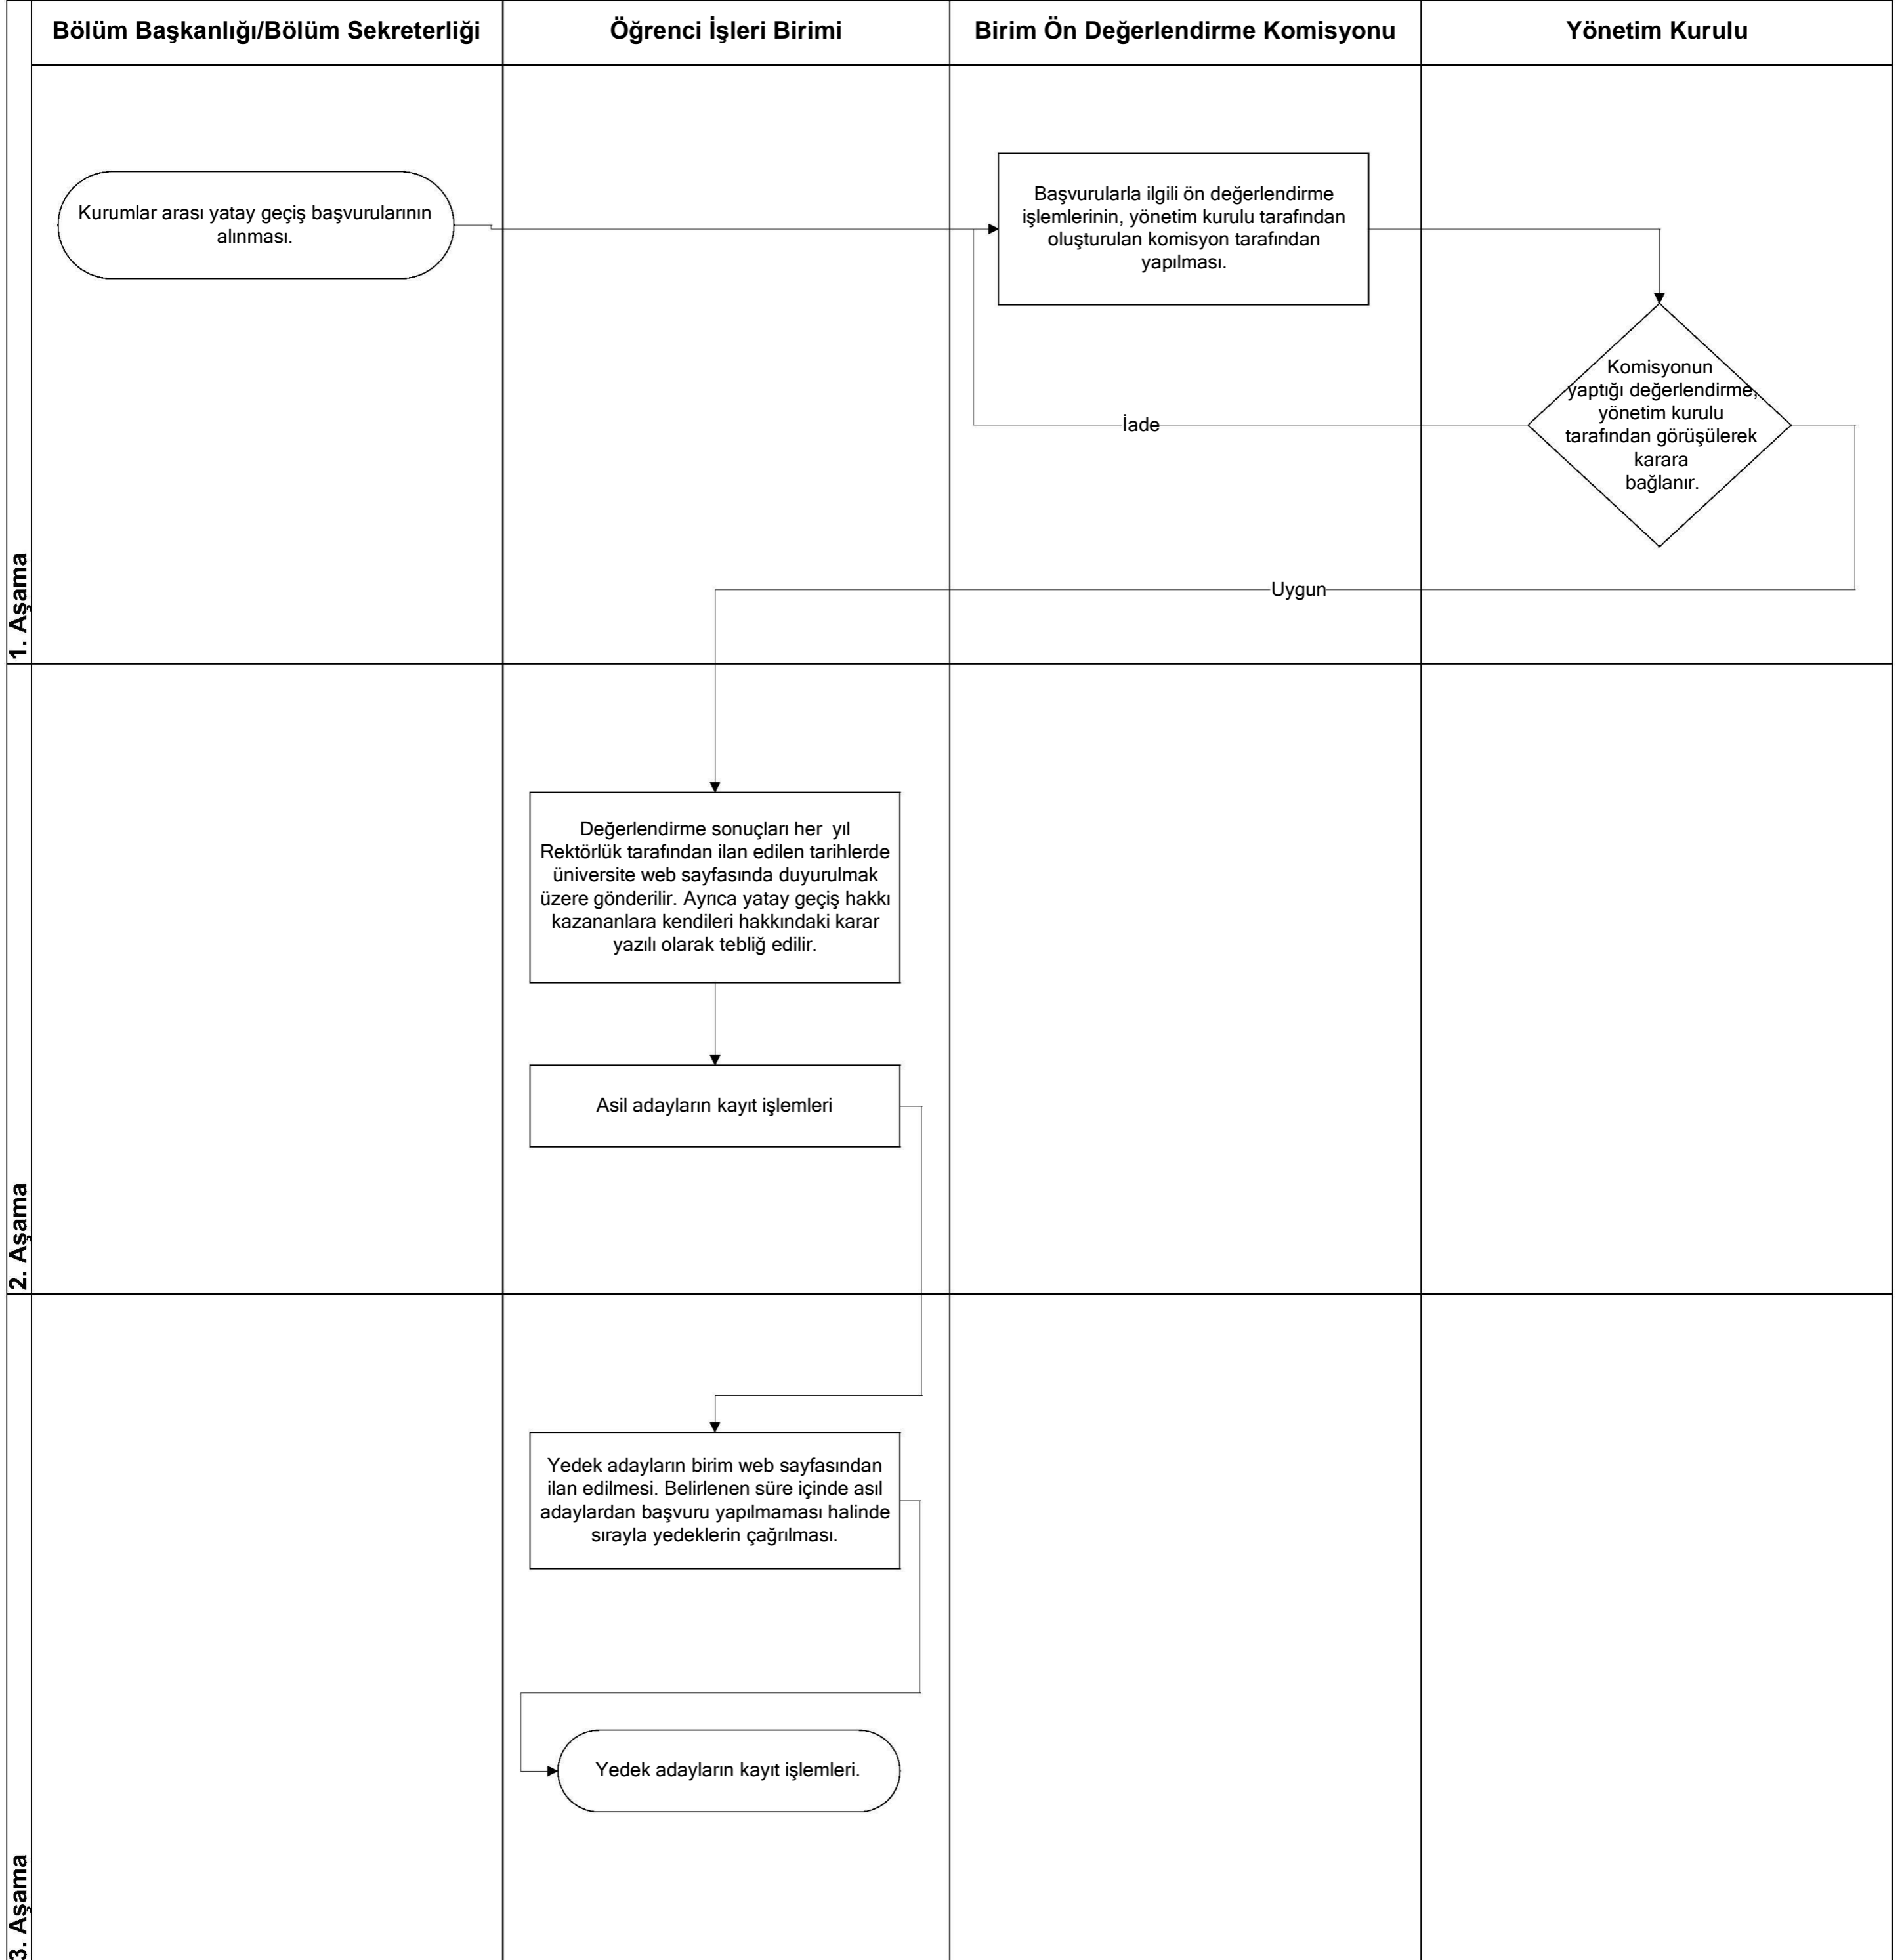 Bölüm Başkanlığı/Bölüm Sekreterliği
Öğrenci İşleri Birimi
Birim Ön Değerlendirme Komisyonu
Yönetim Kurulu
1. Aşama
Kurumlar arası yatay geçiş başvurularının
alınması.
Başvurularla ilgili ön değerlendirme
işlemlerinin, yönetim kurulu tarafından
oluşturulan komisyon tarafından
yapılması.
Komisyonun
yaptığı değerlendirme,
yönetim kurulu
tarafından görüşülerek
karara
bağlanır.
İade
Uygun
2. Aşama
Değerlendirme sonuçları her yıl
Rektörlük tarafından ilan edilen tarihlerde
üniversite web sayfasında duyurulmak
üzere gönderilir. Ayrıca yatay geçiş hakkı
kazananlara kendileri hakkındaki karar
yazılı olarak tebliğ edilir.
Asil adayların kayıt işlemleri
3. Aşama
Yedek adayların birim web sayfasından
ilan edilmesi. Belirlenen süre içinde asıl
adaylardan başvuru yapılmaması halinde
sırayla yedeklerin çağrılması.
Yedek adayların kayıt işlemleri.